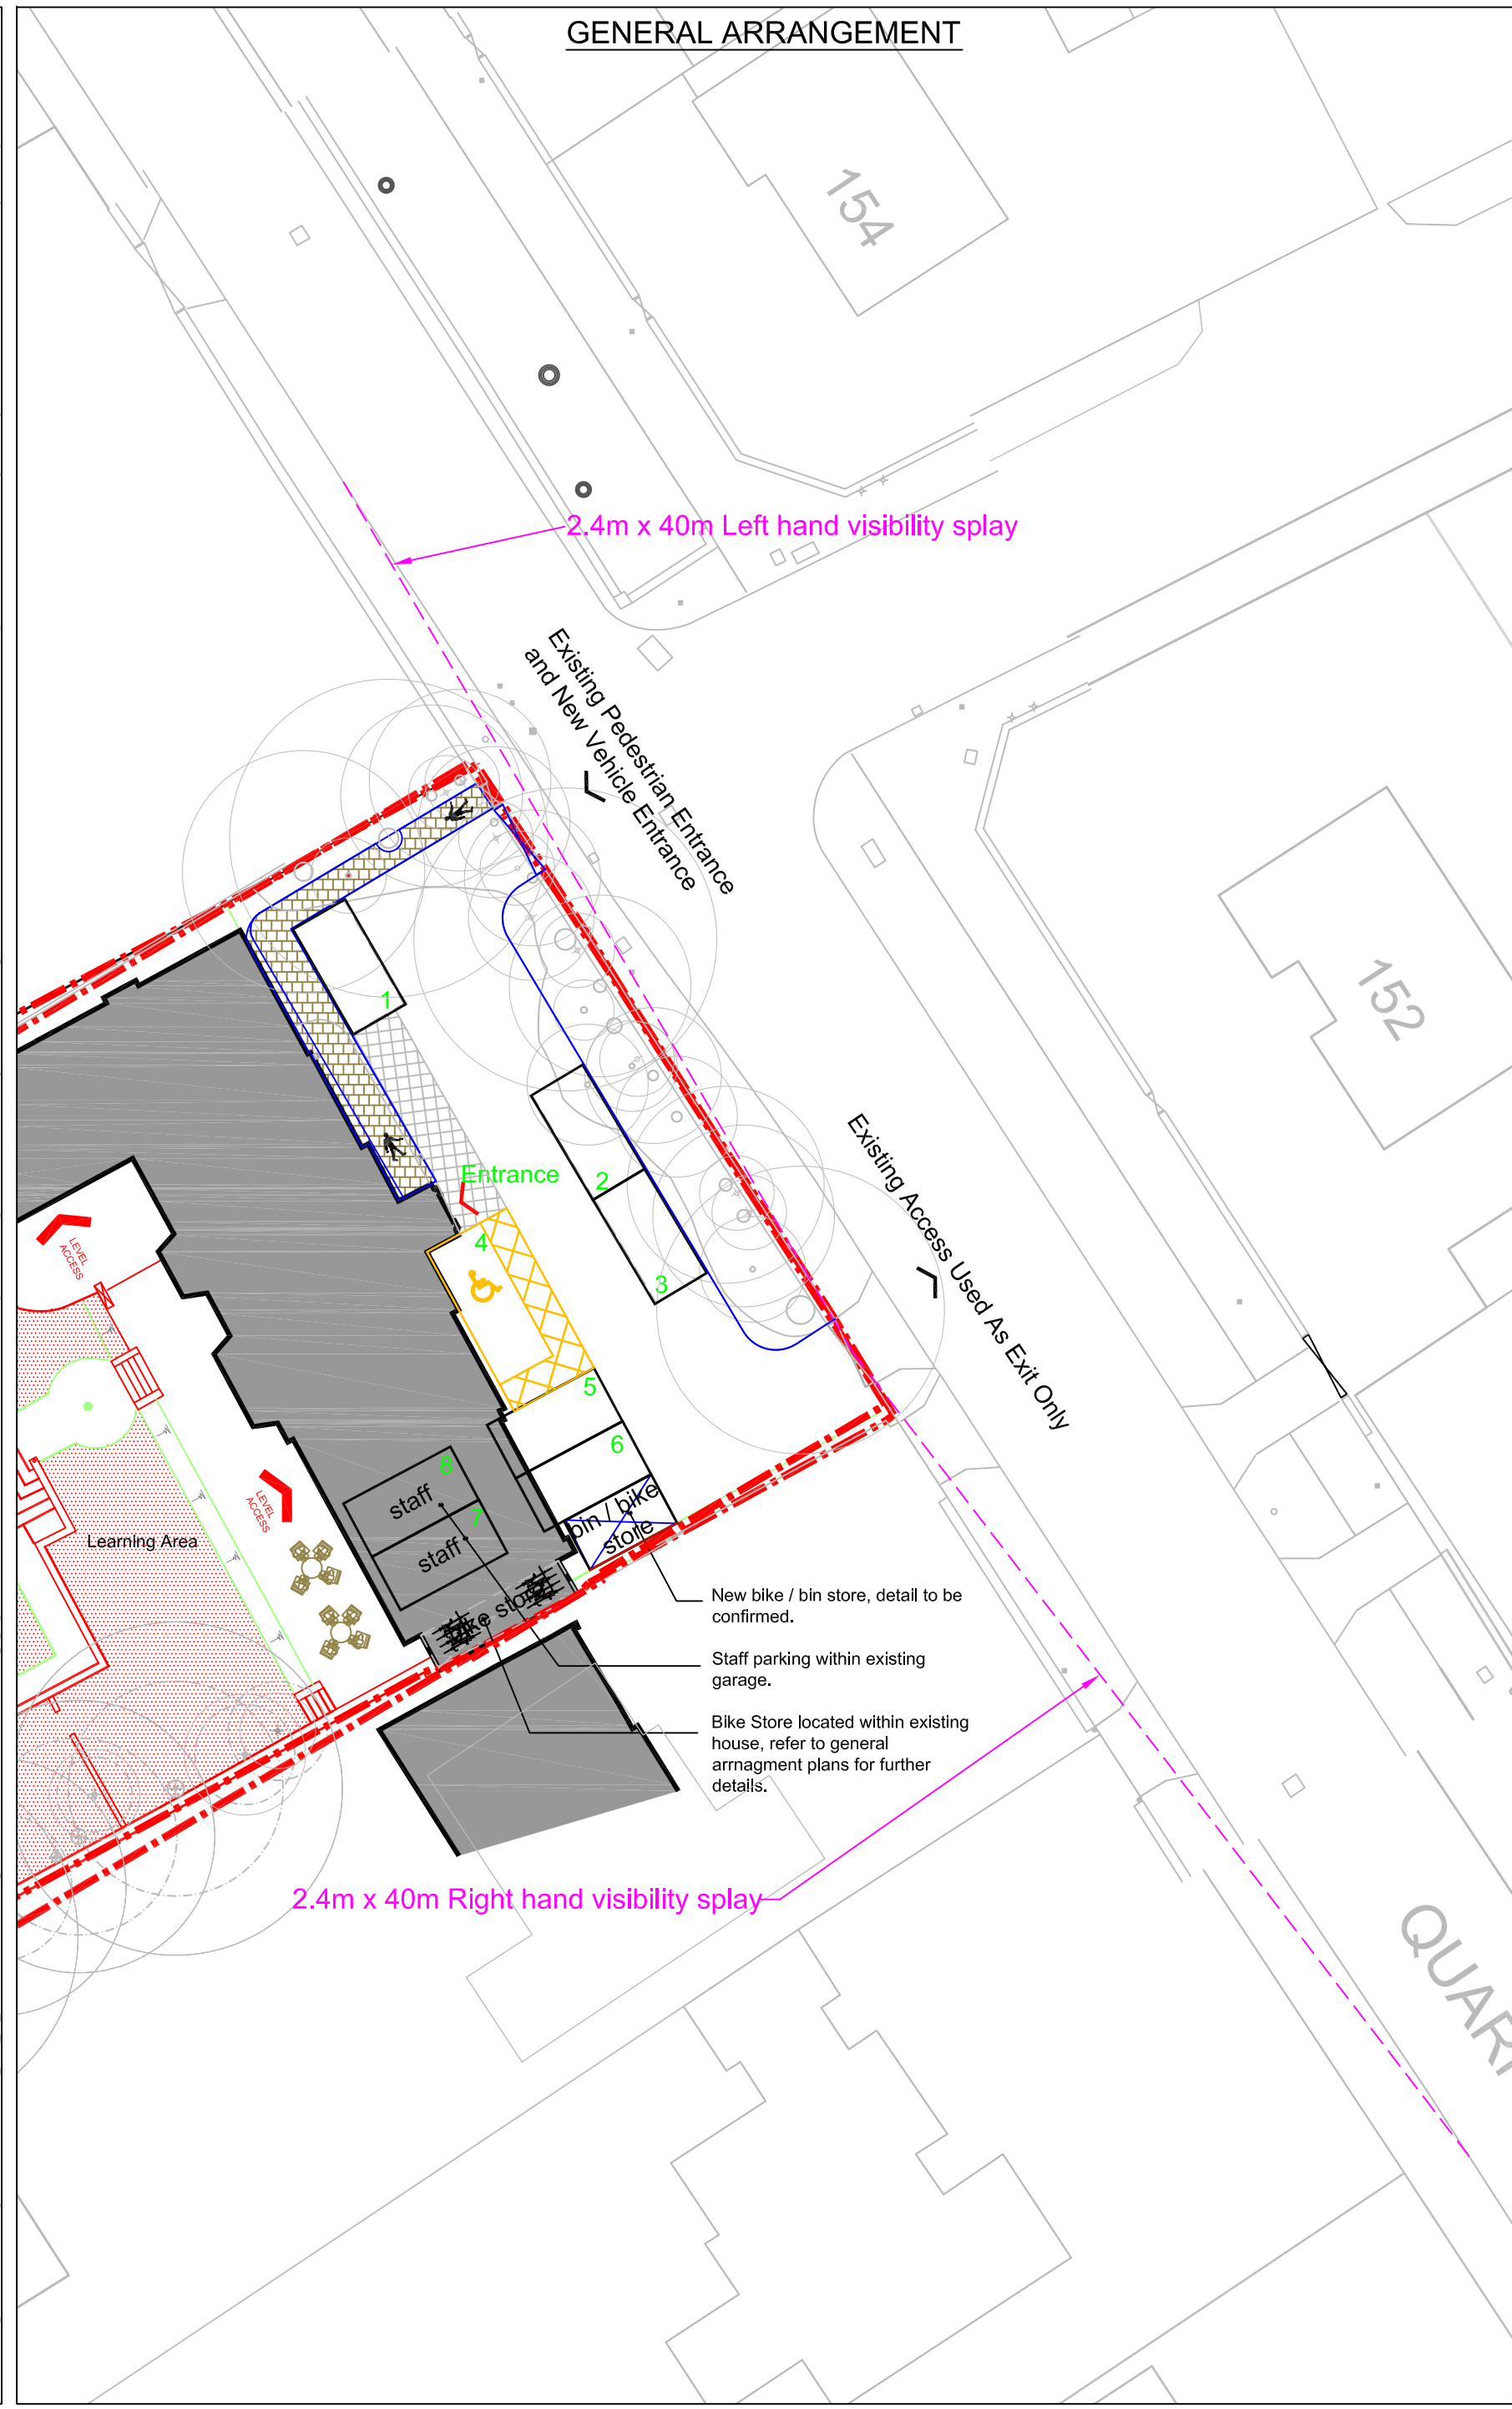 GENERAL ARRANGEMENT
154
2.4m x 40m Left hand visibility splay
Existing Pedestrian Entrance
and New Vehicle Entrance
152
1
Entrance
2
3
4
5
6
Existing Access Used As Exit Only
LEVEL
ACCESS
LEVEL
ACCESS
Learning Area
8
staff
7
staff
bin / bike
store
bike store
New bike / bin store, detail to be
confirmed.
Staff parking within existing
garage.
Bike Store located within existing
house, refer to general
arrnagment plans for further
details.
2.4m x 40m Right hand visibility splay